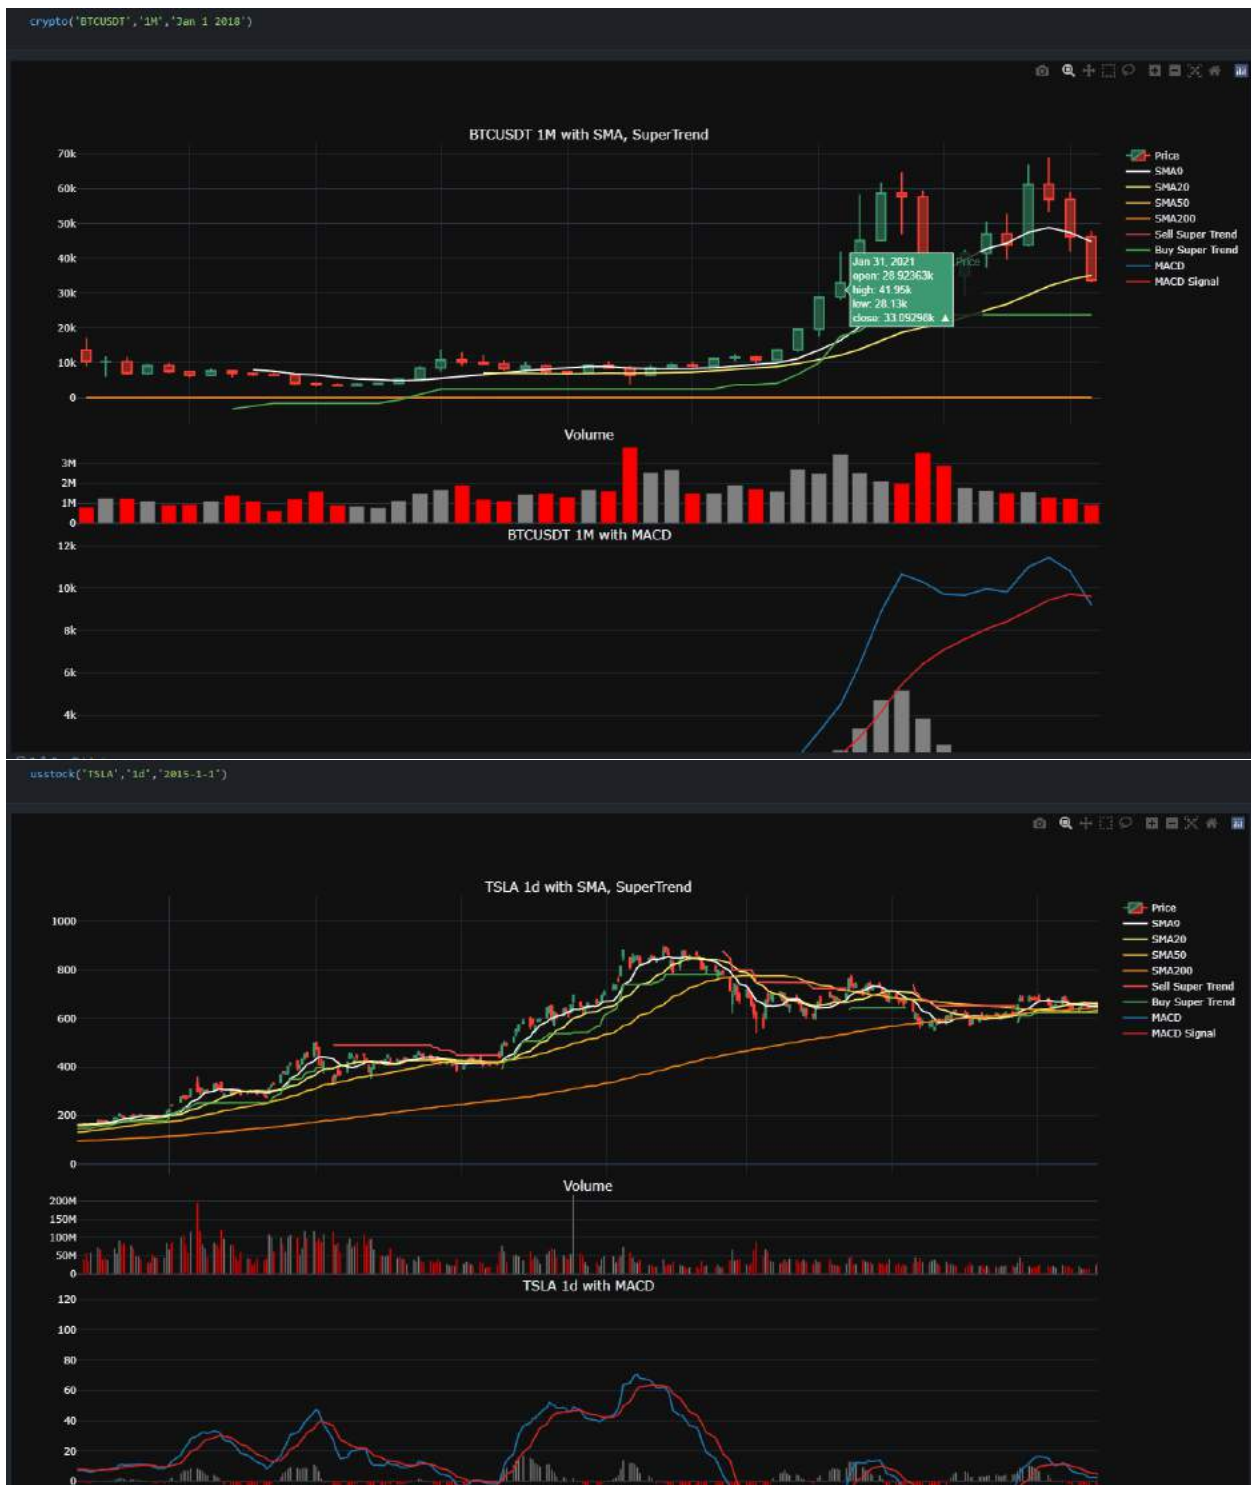 crypto('BTCUSDT','1M','Jan 1 2018')
BTCUSDT 1M with SMA, SuperTrend
70k
60k
50k
40k
30k
20k
10k
0
Price
SMA9
SMA20
SMA50
SMA200
Sell Super Trend
Buy Super Trend
MACD
MACD Signal
Jan 31, 2021
open: 28.92363k
high: 41.95k
low: 28.13k
close: 33.09298k ▲
Price
Volume
3M
2M
1M
0
BTCUSDT 1M with MACD
12k
10k
8k
6k
4k
usstock('TSLA','1d','2015-1-1')
TSLA 1d with SMA, SuperTrend
1000
800
600
400
200
0
Price
SMA9
SMA20
SMA50
SMA200
Sell Super Trend
Buy Super Trend
MACD
MACD Signal
Volume
200M
150M
100M
50M
0
TSLA 1d with MACD
120
100
80
60
40
20
0